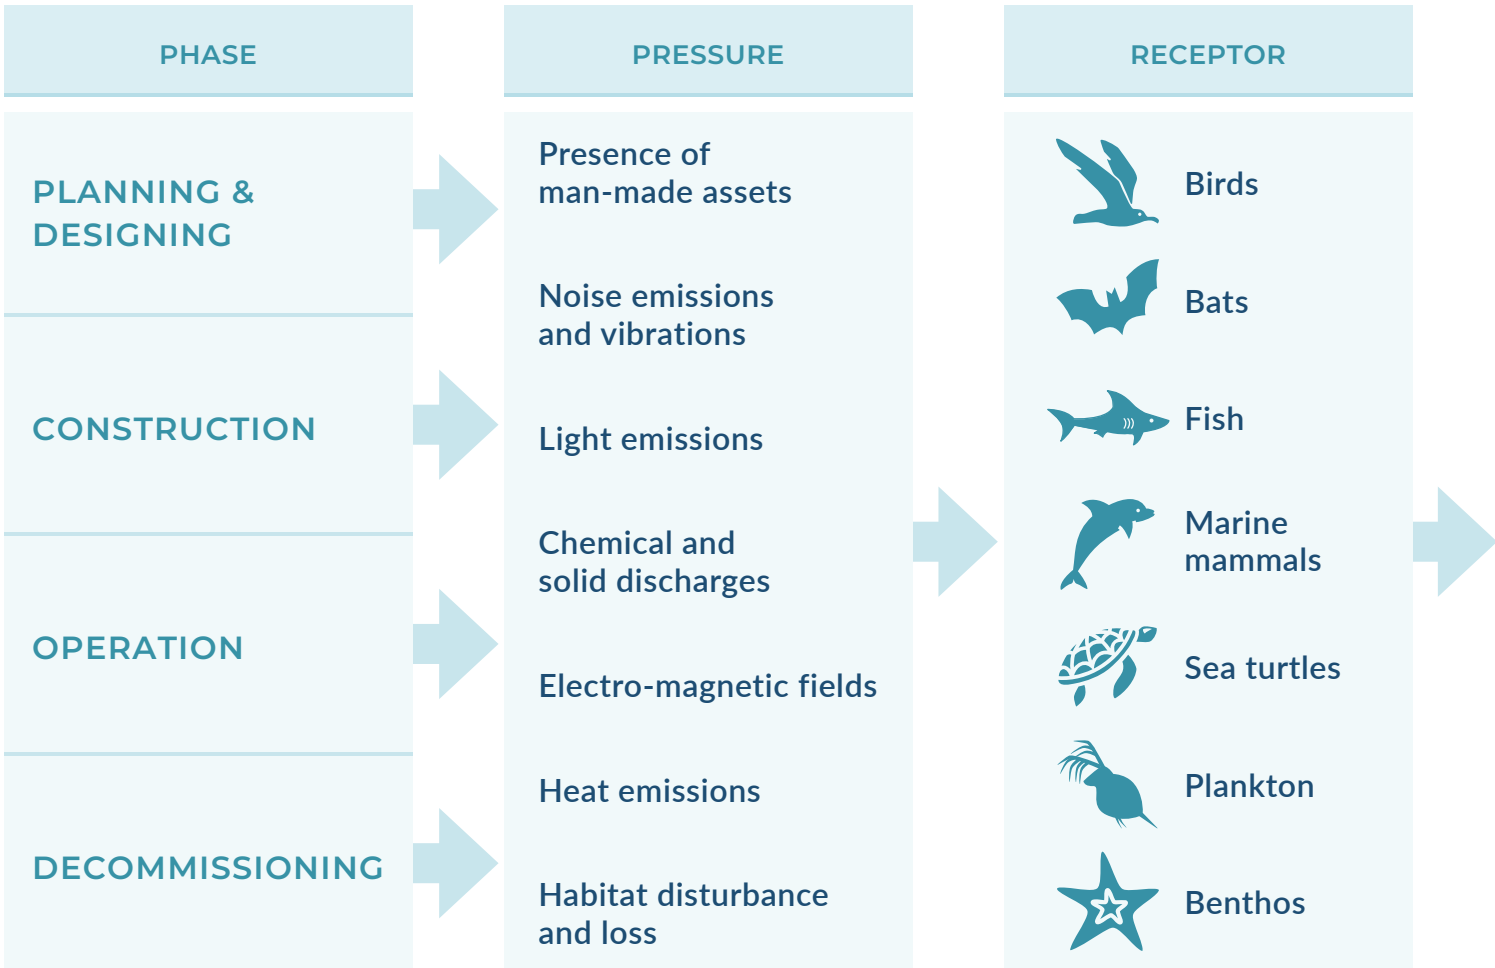 PHASE
PLANNING &
DESIGNING
CONSTRUCTION
OPERATION
DECOMMISSIONING
PRESSURE
Presence of
man-made assets
Noise emissions
and vibrations
Light emissions
Chemical and
solid discharges
Electro-magnetic fields
Heat emissions
Habitat disturbance
and loss
RECEPTOR
Birds
Bats
Fish
Marine
mammals
Sea turtles
Plankton
Benthos